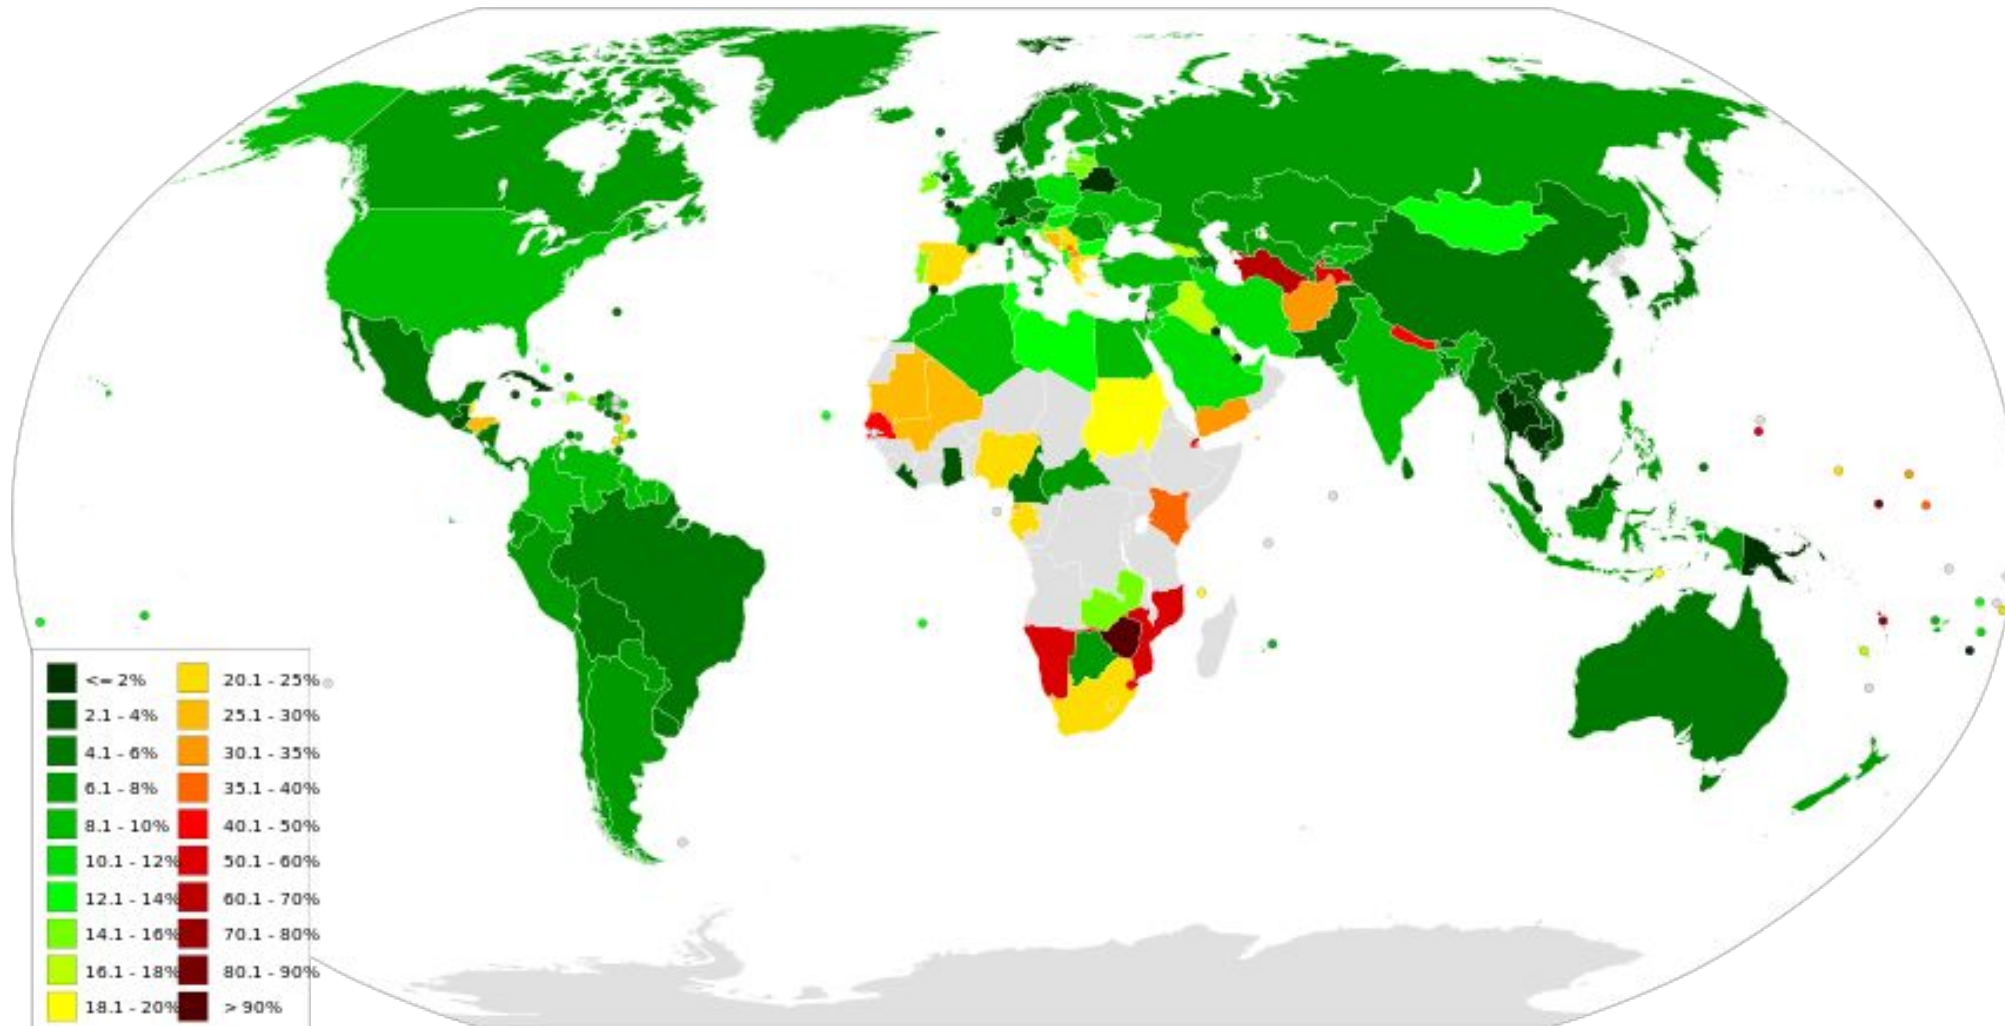 <= 2% 20.1 - 25%
2.1 - 4% 25.1 - 30%
4.1 - 6% 30.1 - 35%
6.1 - 8% 35.1 - 40%
8.1 - 10% 40.1 - 50%
10.1 - 12% 50.1 - 60%
12.1 - 14% 60.1 - 70%
14.1 - 16% 70.1 - 80%
16.1 - 18% 80.1 - 90%
18.1 - 20% > 90%